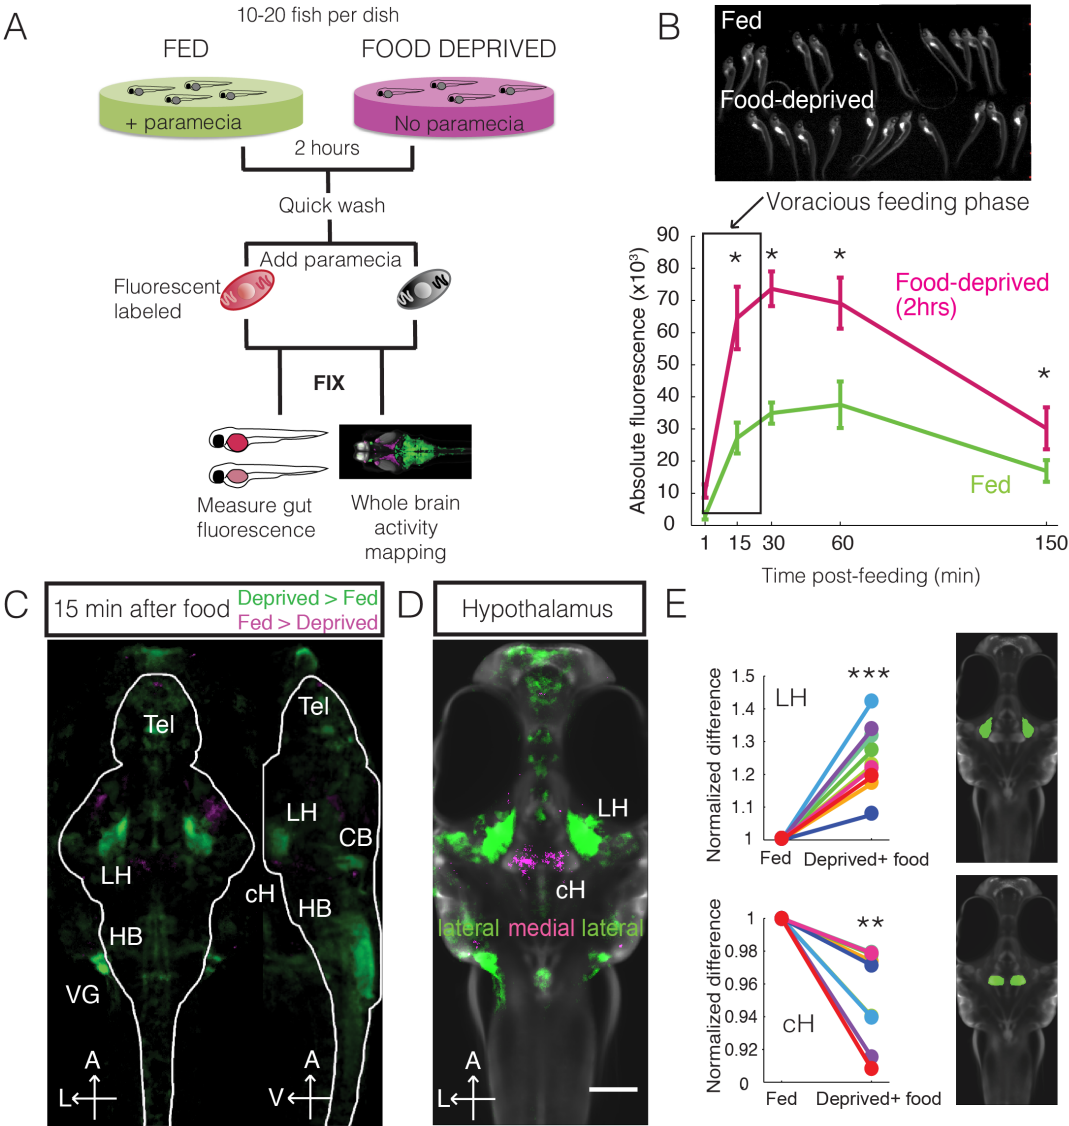 A
10-20 fish per dish
FED
FOOD DEPRIVED
+ paramecia
No paramecia
2 hours
Quick wash
Add paramecia
Fluorescent
labeled
FIX
Measure gut
fluorescence
Whole brain
activity
mapping
B
Fed
Food-deprived
Voracious feeding phase
Absolute fluorescence (x10³)
90
80
70
60
50
40
30
20
10
0
*
*
*
*
Food-deprived
(2hrs)
Fed
1
15
30
60
150
Time post-feeding (min)
C
15 min after food
Deprived > Fed
Fed > Deprived
Tel
Tel
LH
CB
LH
cH
HB
HB
VG
A
L
A
V
D
Hypothalamus
LH
cH
lateral medial lateral
A
L
E
Normalized difference
1.5
1.4
1.3
1.2
1.1
1
LH
***
Fed
Deprived+ food
Normalized difference
1
0.98
0.96
0.94
0.92
0
cH
**
Fed
Deprived+ food